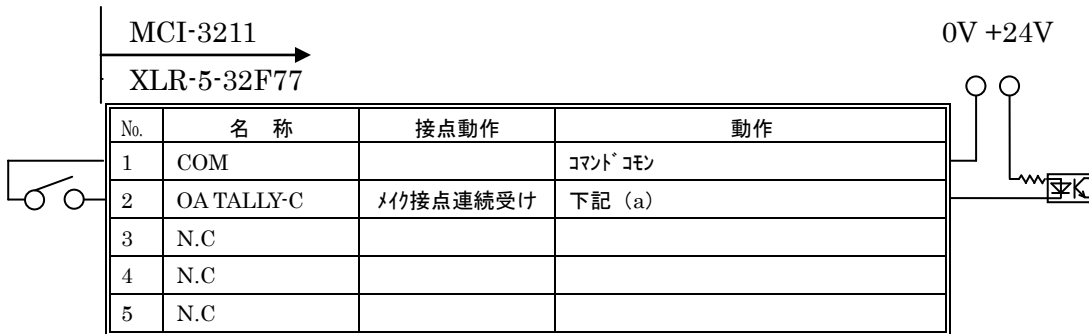 MCI-3211
0V +24V
XLR-5-32F77
No. 名 称 接点動作 動作
1 COM ｺﾏﾝﾄﾞ ｺﾓﾝ
2 OA TALLY-C ﾒｲｸ接点連続受け 下記（a）
3 N.C
4 N.C
5 N.C